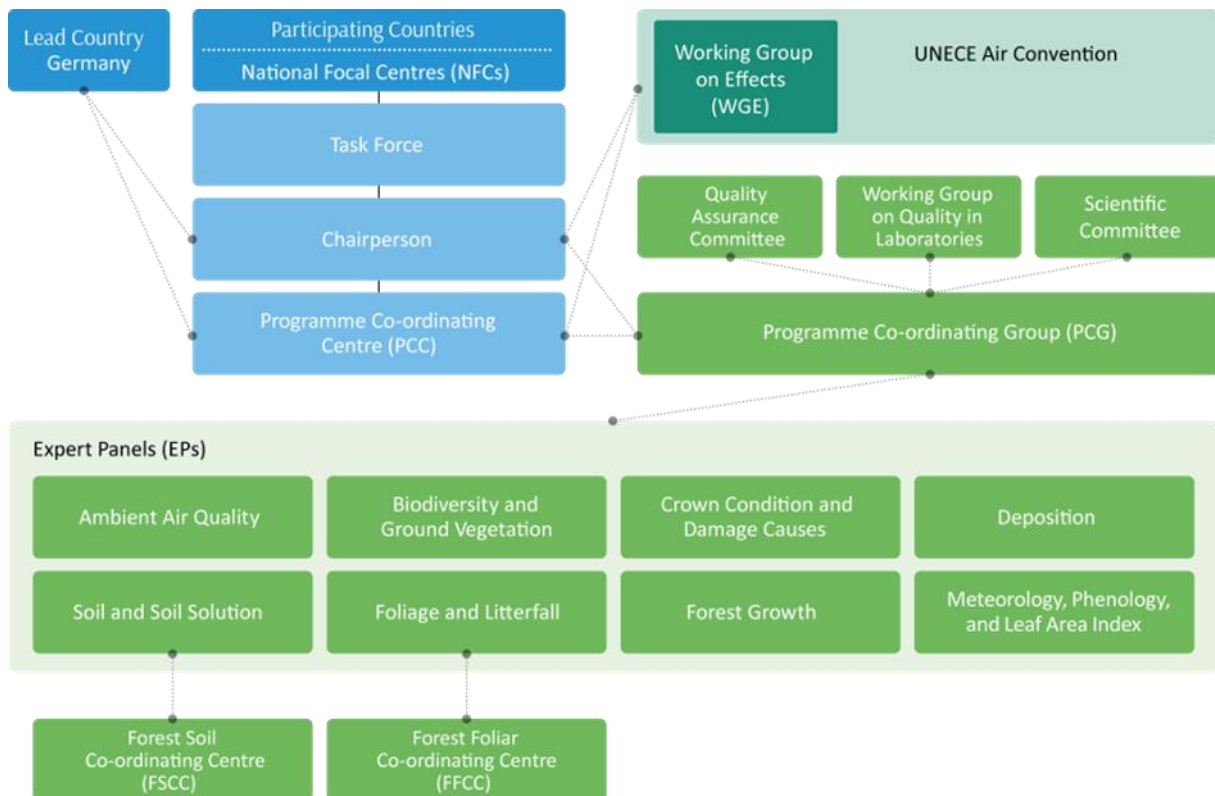 Lead Country
Germany
Participating Countries
National Focal Centres (NFCs)
Task Force
Chairperson
Programme Co-ordinating
Centre (PCC)
Working Group
on Effects
(WGE)
UNECE Air Convention
Quality
Assurance
Committee
Working Group
on Quality in
Laboratories
Scientific
Committee
Programme Co-ordinating Group (PCG)
Expert Panels (EPs)
Ambient Air Quality
Biodiversity and
Ground Vegetation
Crown Condition and
Damage Causes
Deposition
Soil and Soil Solution
Foliage and Litterfall
Forest Growth
Meteorology, Phenology,
and Leaf Area Index
Forest Soil
Co-ordinating Centre
(FSCC)
Forest Foliar
Co-ordinating Centre
(FFCC)